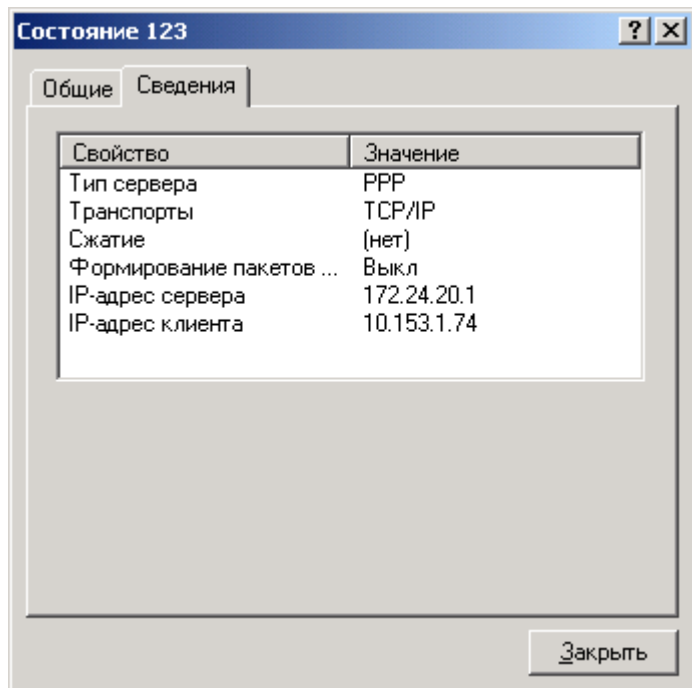 Состояние 123
Общие Сведения
Свойство Значение
Тип сервера PPP
Транспорты TCP/IP
Сжатие (нет)
Формирование пакетов ... Выкл
IP-адрес сервера 172.24.20.1
IP-адрес клиента 10.153.1.74
Закрыть